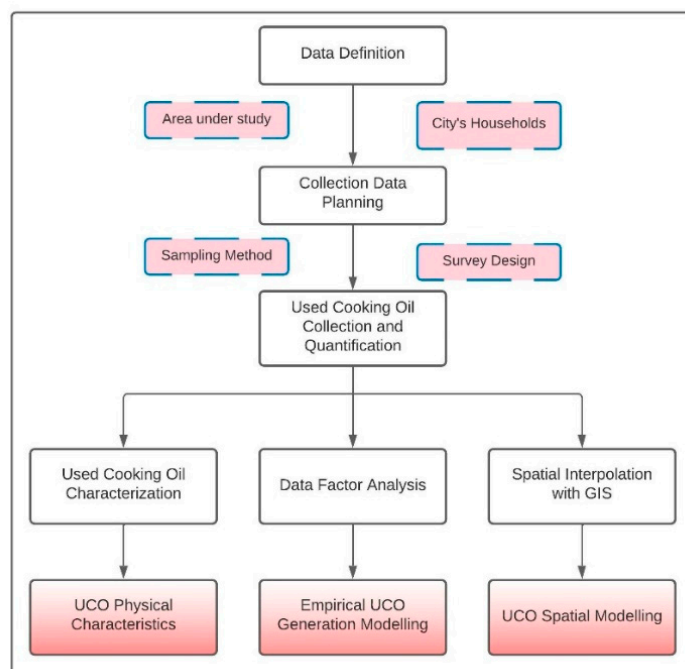 Data Definition
Area under study
City's Households
Collection Data
Planning
Sampling Method
Survey Design
Used Cooking Oil
Collection and
Quantification
Used Cooking Oil
Characterization
Data Factor Analysis
Spatial Interpolation
with GIS
UCO Physical
Characteristics
Empirical UCO
Generation Modelling
UCO Spatial Modelling